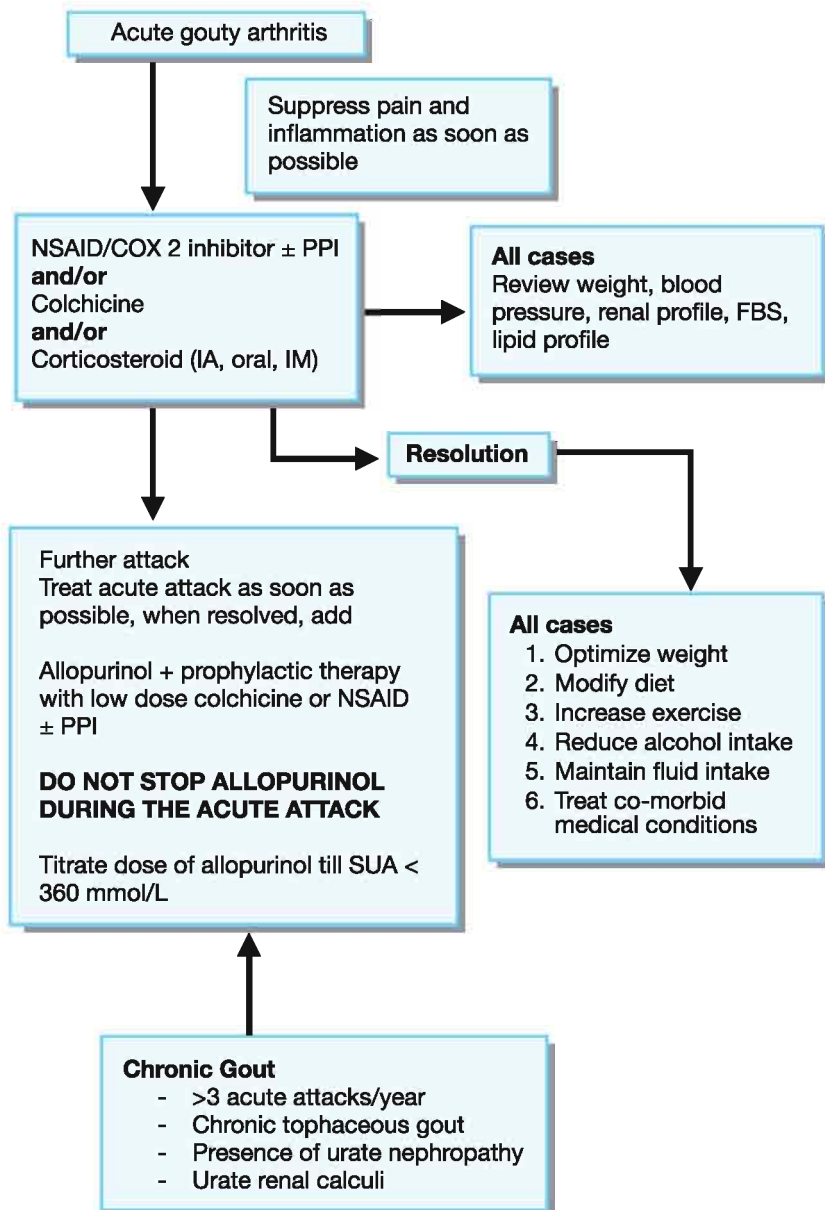 Acute gouty arthritis
Suppress pain and
inflammation as soon as
possible
NSAID/COX 2 inhibitor ± PPI
and/or
Colchicine
and/or
Corticosteroid (IA, oral, IM)
All cases
Review weight, blood
pressure, renal profile, FBS,
lipid profile
Resolution
Further attack
Treat acute attack as soon as
possible, when resolved, add
Allopurinol + prophylactic therapy
with low dose colchicine or NSAID
± PPI
DO NOT STOP ALLOPURINOL
DURING THE ACUTE ATTACK
Titrate dose of allopurinol till SUA <
360 mmol/L
All cases
1. Optimize weight
2. Modify diet
3. Increase exercise
4. Reduce alcohol intake
5. Maintain fluid intake
6. Treat co-morbid
medical conditions
Chronic Gout
- >3 acute attacks/year
- Chronic tophaceous gout
- Presence of urate nephropathy
- Urate renal calculi